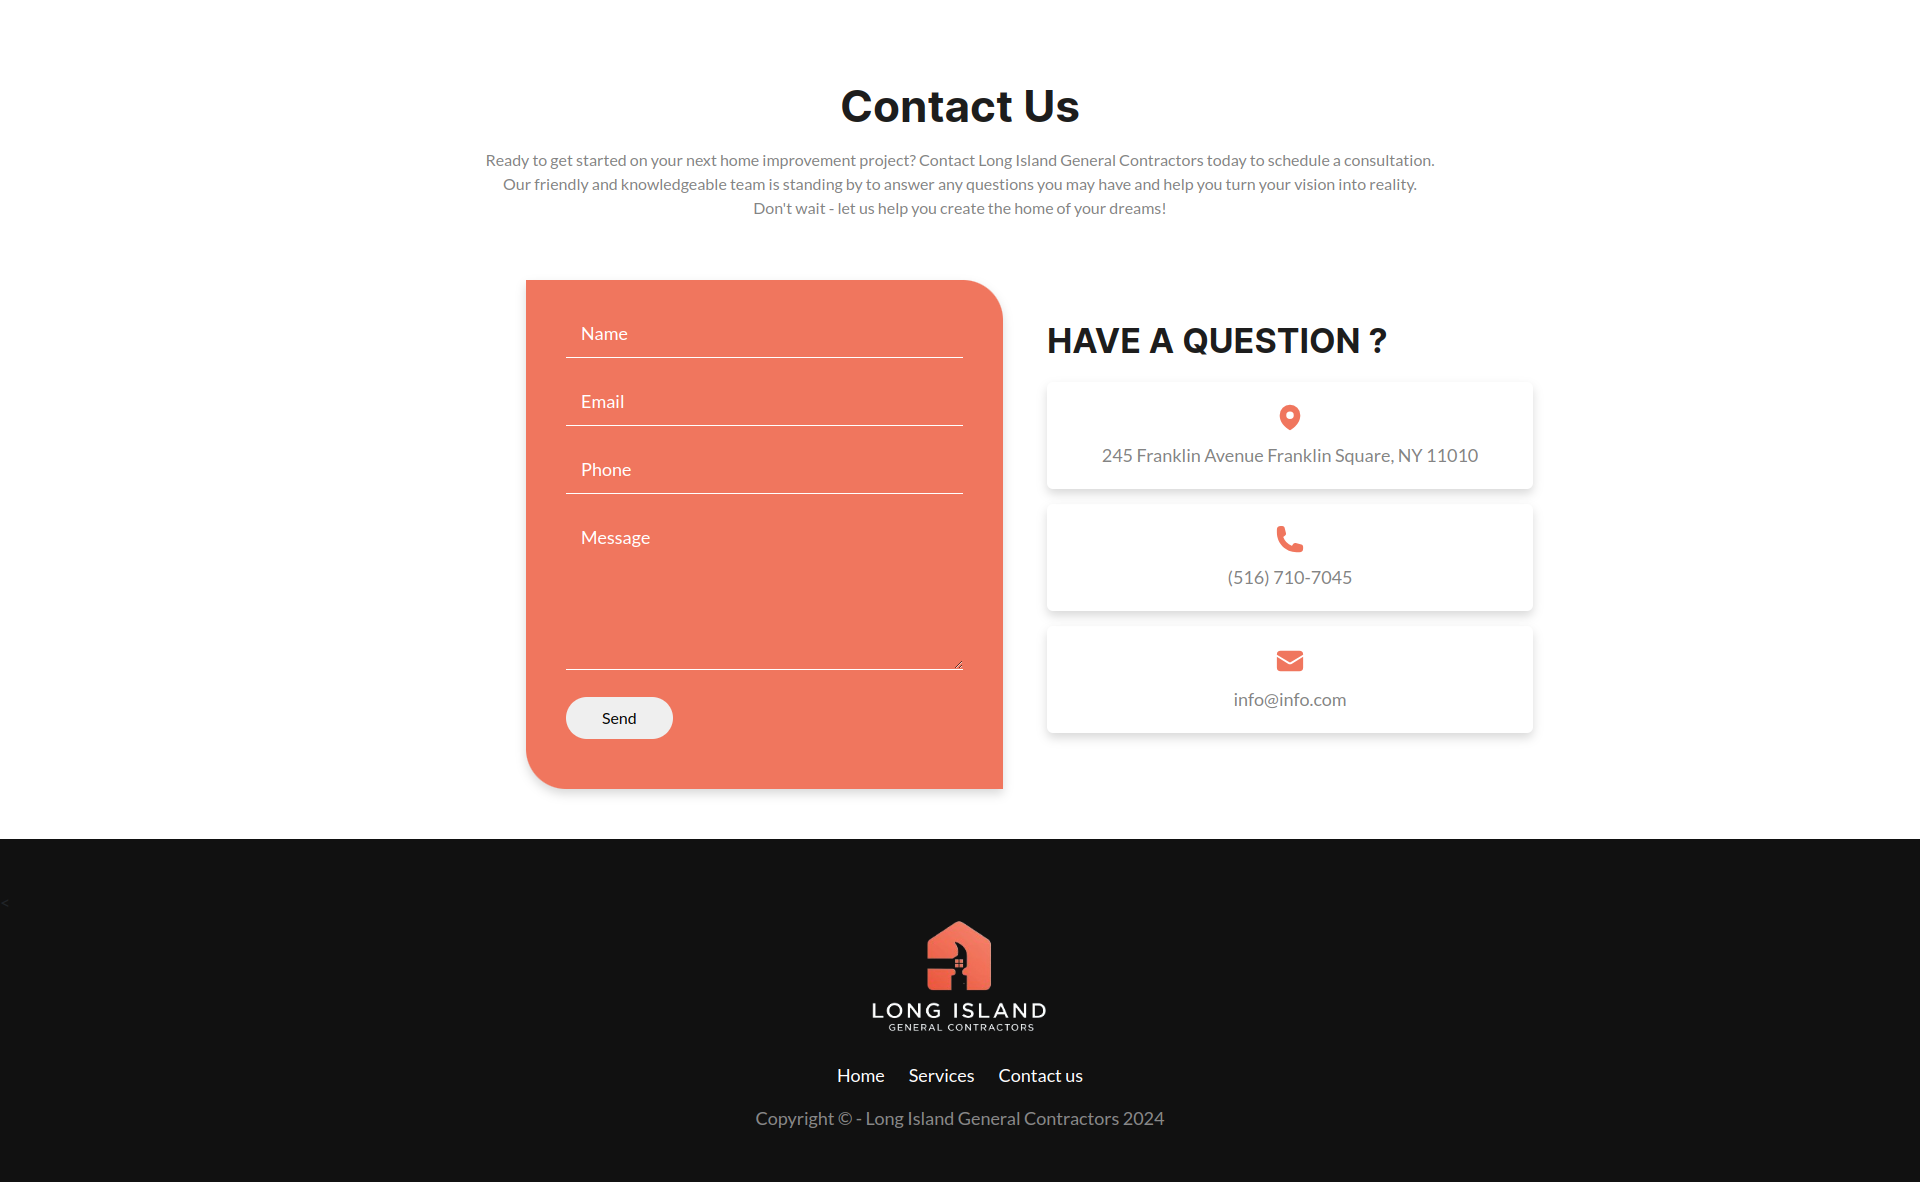 Contact Us
Ready to get started on your next home improvement project? Contact Long Island General Contractors today to schedule a consultation.
Our friendly and knowledgeable team is standing by to answer any questions you may have and help you turn your vision into reality.
Don't wait - let us help you create the home of your dreams!
Name
Email
Phone
Message
Send
HAVE A QUESTION ?
245 Franklin Avenue Franklin Square, NY 11010
(516) 710-7045
info@info.com
<
LONG ISLAND
GENERAL CONTRACTORS
Home Services Contact us
Copyright © - Long Island General Contractors 2024